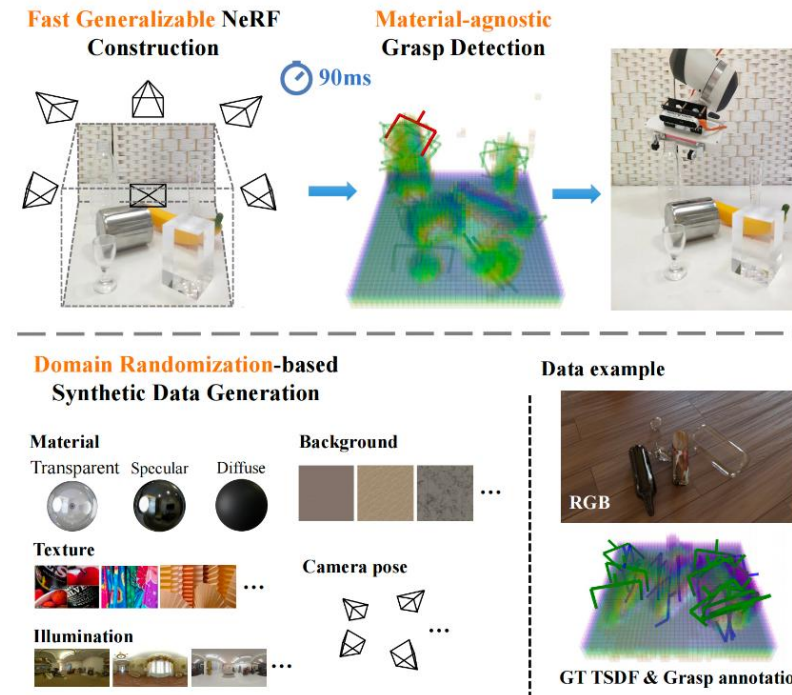 Fast Generalizable NeRF
Construction
Material-agnostic
Grasp Detection
90ms
Domain Randomization-based
Synthetic Data Generation
Material
Transparent
Specular
Diffuse
Background
...
Texture
...
Camera pose
...
Illumination
...
Data example
RGB
GT TSDF & Grasp annotatio